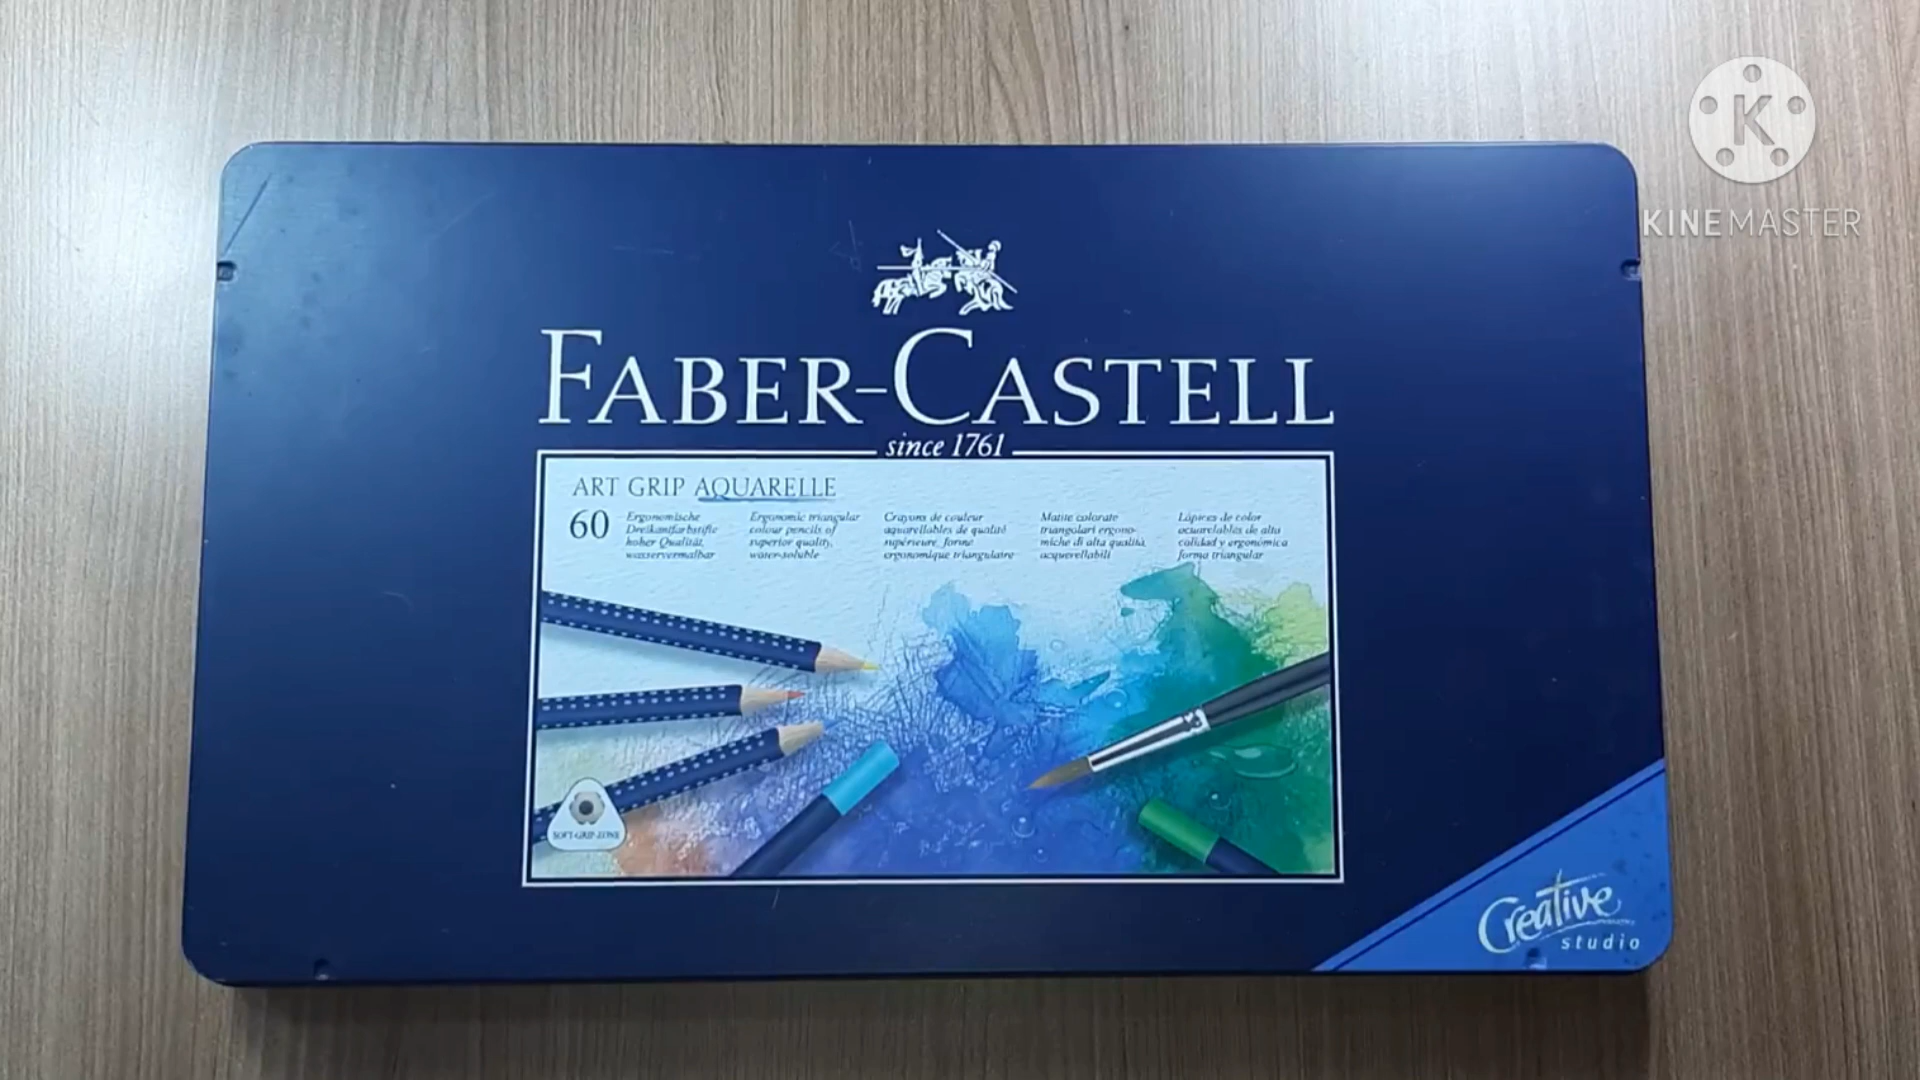 K
KINEMASTER
FABER-CASTELL
since 1761
ART GRIP AQUARELLE
60
Ergonomische
Dreikantfarbstifte
hoher Qualität,
wasservermalbar
Ergonomic triangular
colour pencils of
superior quality,
water-soluble
Crayons de couleur
aquarellables de qualité
supérieure, forme
ergonomique triangulaire
Matite colorate
triangolari ergono-
miche di alta qualità,
acquerellabili
Lápices de color
acuarelables de alta
calidad y ergonómica
forma triangular
SOFT-GRIP-ZONE
Creative
studio